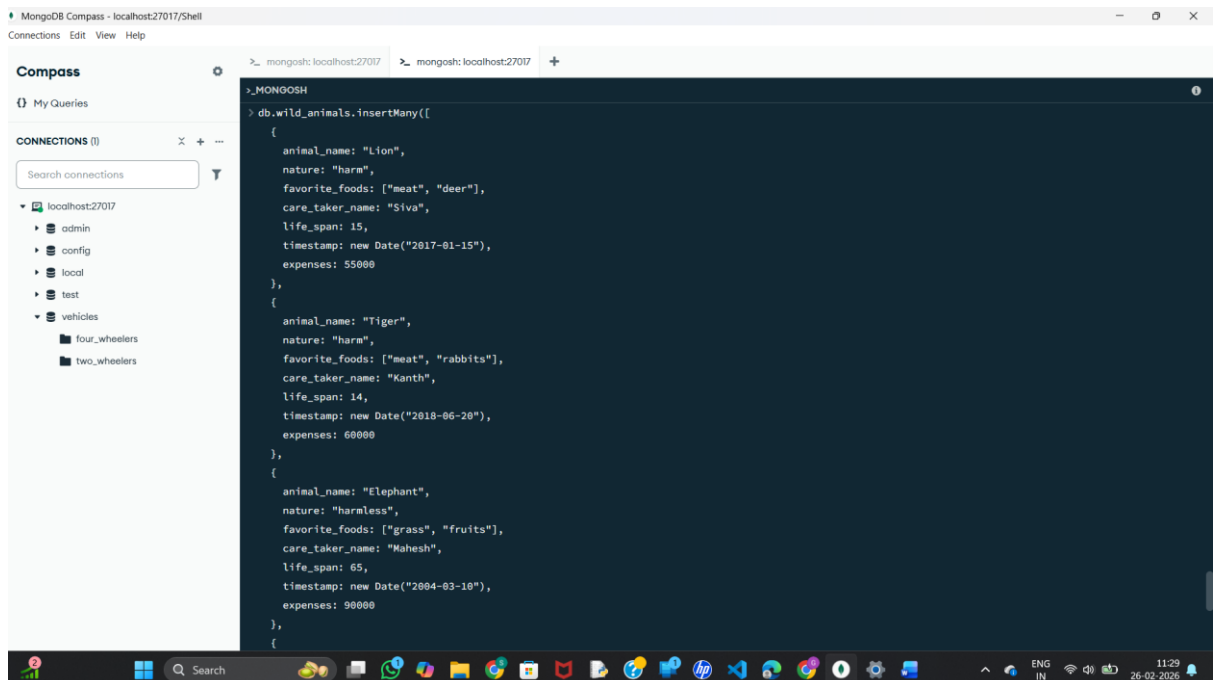 MongoDB Compass - localhost:27017/Shell
Connections Edit View Help
Compass
{} My Queries
CONNECTIONS (1)
Search connections
localhost:27017
admin
config
local
test
vehicles
four_wheelers
two_wheelers
>_ mongosh: localhost:27017 >_ mongosh: localhost:27017 +
>_MONGOSH
> db.wild_animals.insertMany([
{
animal_name: "Lion",
nature: "harm",
favorite_foods: ["meat", "deer"],
care_taker_name: "Siva",
life_span: 15,
timestamp: new Date("2017-01-15"),
expenses: 55000
},
{
animal_name: "Tiger",
nature: "harm",
favorite_foods: ["meat", "rabbits"],
care_taker_name: "Kanth",
life_span: 14,
timestamp: new Date("2018-06-20"),
expenses: 60000
},
{
animal_name: "Elephant",
nature: "harmless",
favorite_foods: ["grass", "fruits"],
care_taker_name: "Mahesh",
life_span: 65,
timestamp: new Date("2004-03-10"),
expenses: 90000
},
{
2
Search
ENG
IN
11:29
26-02-2026